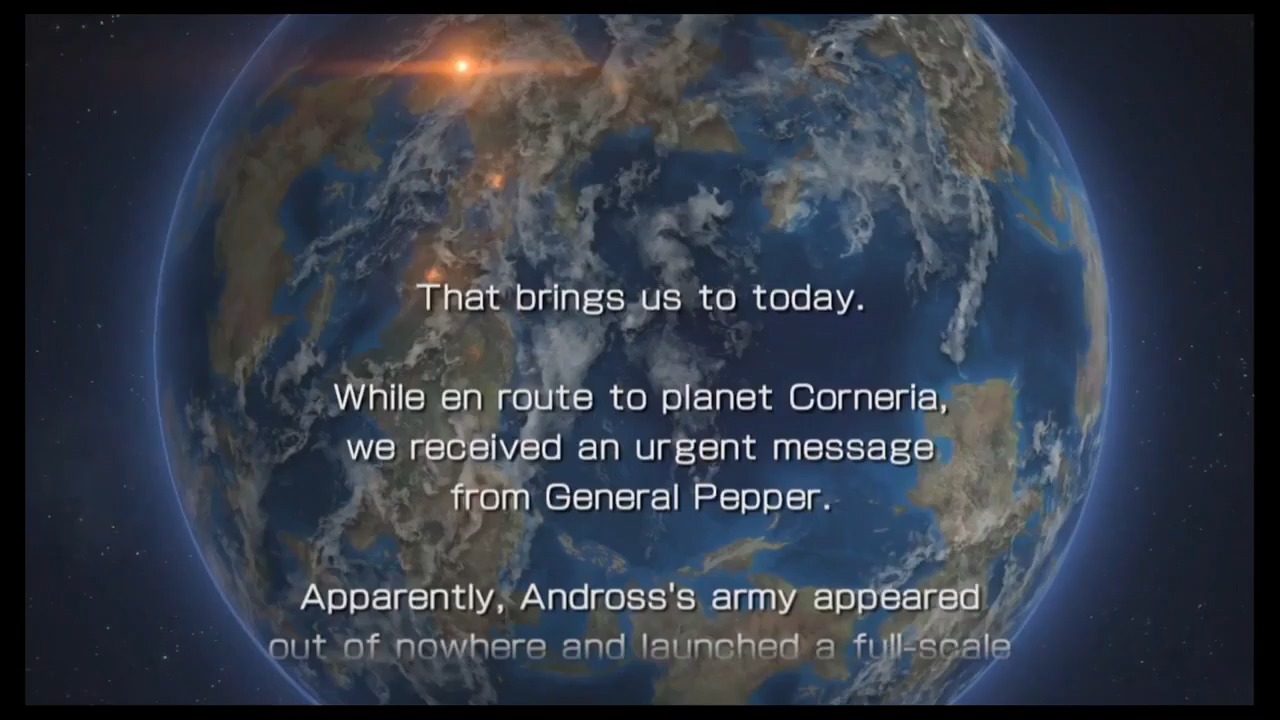 That brings us to today.
While en route to planet Corneria,
we received an urgent message
from General Pepper.
Apparently, Andross's army appeared
out of nowhere and launched a full-scale